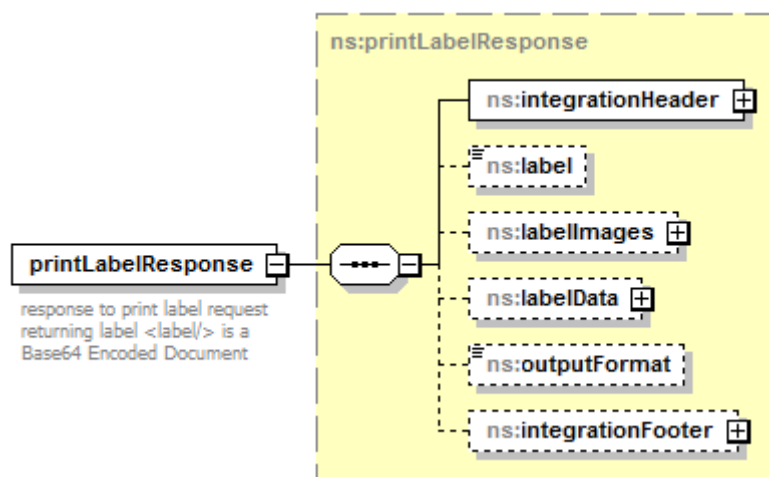 ns:printLabelResponse
ns:integrationHeader
ns:label
ns:labelImages
printLabelResponse
ns:labelData
response to print label request
returning label <label/> is a
Base64 Encoded Document
ns:outputFormat
ns:integrationFooter